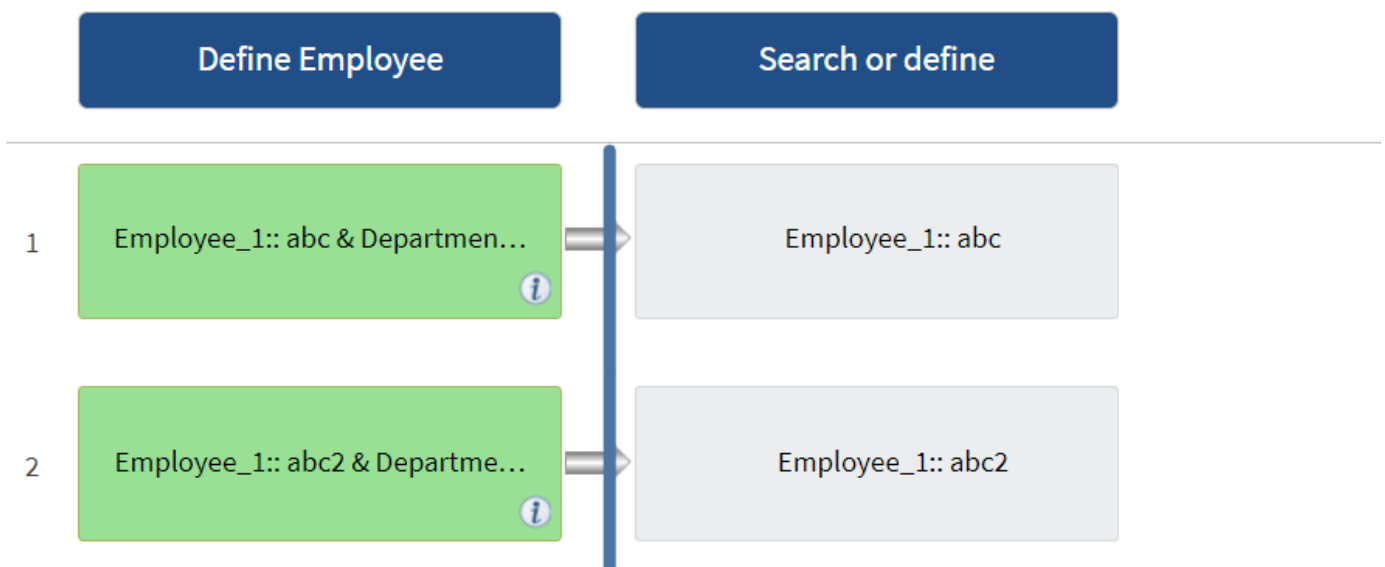 Define Employee
Search or define
1
Employee_1:: abc & Departmen...
i
Employee_1:: abc
2
Employee_1:: abc2 & Departme...
i
Employee_1:: abc2